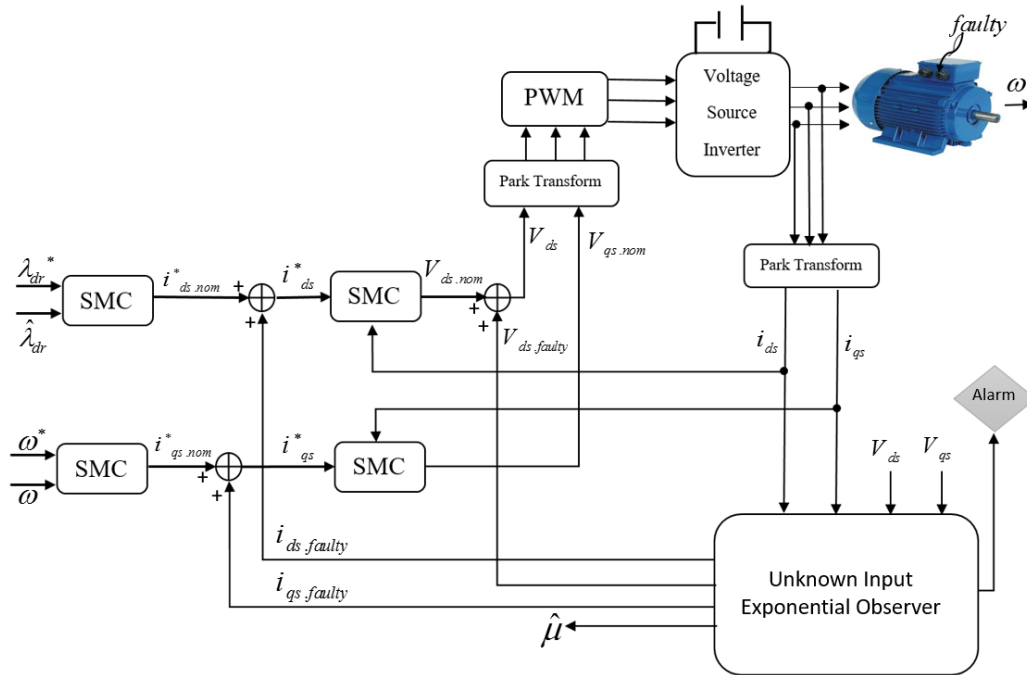 faulty
Voltage
Source
Inverter
PWM
ω
Park Transform
V_ds
V_qs.nom
Park Transform
λ_dr*
i*_ds.nom
+
+
i*_ds
SMC
SMC
V_ds.nom
+
+
V_ds.faulty
λ̂_dr
i_ds
i_qs
Alarm
ω*
i*_qs.nom
+
+
i*_qs
SMC
SMC
ω
V_ds
V_qs
i_ds.faulty
i_qs.faulty
Unknown Input
Exponential Observer
μ̂